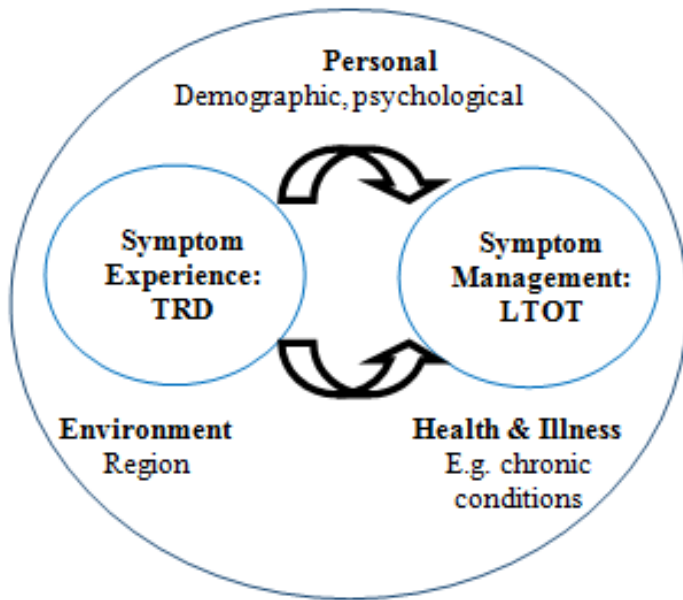 Personal
Demographic, psychological
Symptom
Experience:
TRD
Symptom
Management:
LTOT
Environment
Region
Health & Illness
E.g. chronic
conditions